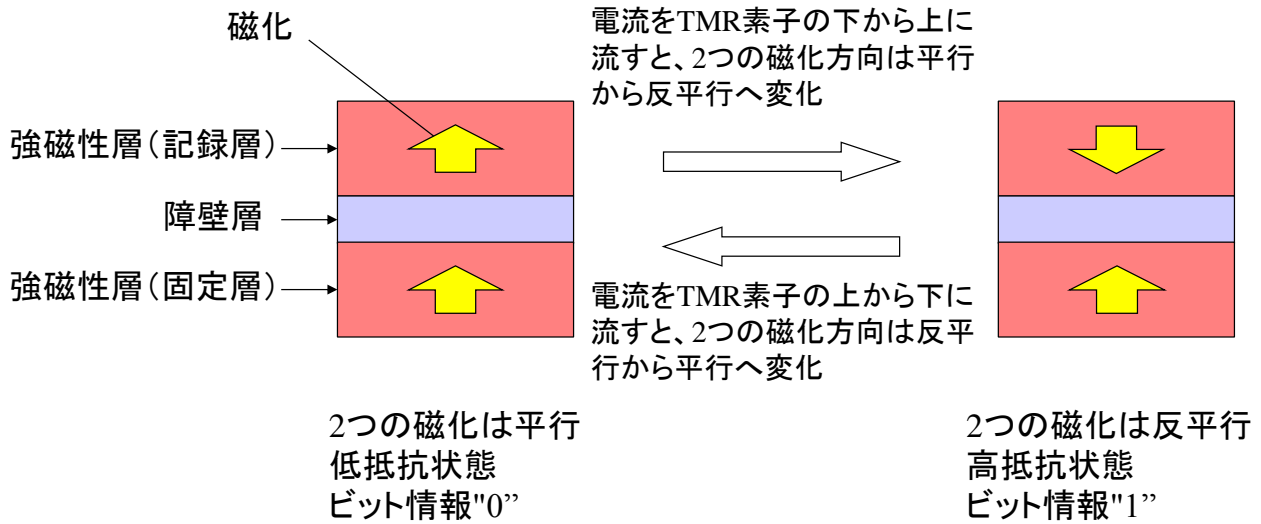 磁化
電流をTMR素子の下から上に
流すと、2つの磁化方向は平行
から反平行へ変化
強磁性層（記録層）
障壁層
強磁性層（固定層）
電流をTMR素子の上から下に
流すと、2つの磁化方向は反平
行から平行へ変化
2つの磁化は平行
低抵抗状態
ビット情報"0”
2つの磁化は反平行
高抵抗状態
ビット情報"1”